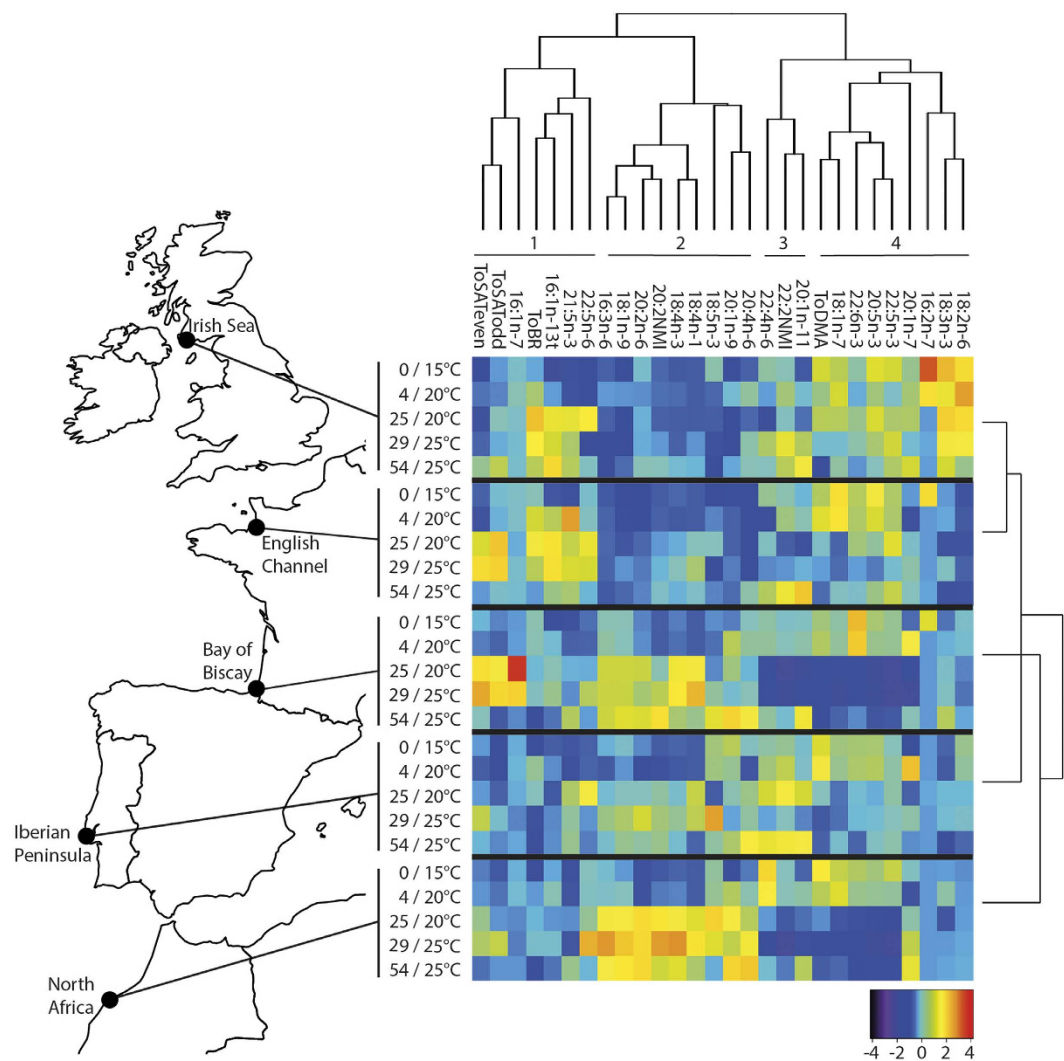 1
2
3
4
ToSATeven
ToSATodd
16:1n-7
ToBR
16:1n-13t
21:5n-3
22:5n-6
16:3n-6
18:1n-9
20:2n-6
20:2NMI
18:4n-3
18:4n-1
18:5n-3
20:1n-9
20:4n-6
22:4n-6
22:2NMI
20:1n-11
ToDMA
18:1n-7
22:6n-3
20:5n-3
22:5n-3
20:1n-7
16:2n-7
18:3n-3
18:2n-6
Irish Sea
0 / 15°C
4 / 20°C
25 / 20°C
29 / 25°C
54 / 25°C
English
Channel
0 / 15°C
4 / 20°C
25 / 20°C
29 / 25°C
54 / 25°C
Bay of
Biscay
0 / 15°C
4 / 20°C
25 / 20°C
29 / 25°C
54 / 25°C
Iberian
Peninsula
0 / 15°C
4 / 20°C
25 / 20°C
29 / 25°C
54 / 25°C
North
Africa
0 / 15°C
4 / 20°C
25 / 20°C
29 / 25°C
54 / 25°C
-4 -2 0 2 4